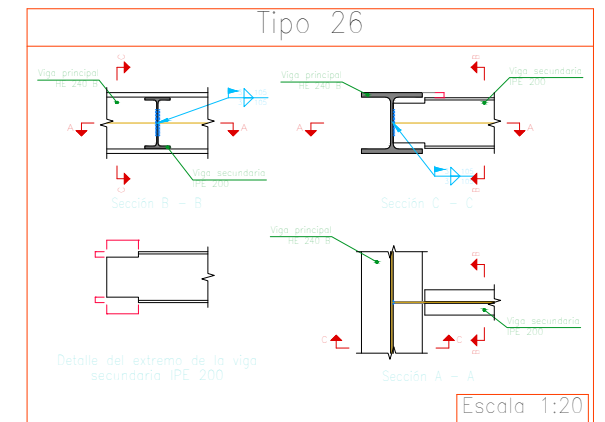 Tipo 26
C
Viga principal
HE 240 B
A
A
Viga secundaria
IPE 200
C
Sección B - B
B
Viga principal
HE 240 B
Viga secundaria
IPE 200
A
A
B
Sección C - C
Detalle del extremo de la viga
secundaria IPE 200
Viga principal
HE 240 B
B
Viga secundaria
IPE 200
C
C
B
Sección A - A
Escala 1:20